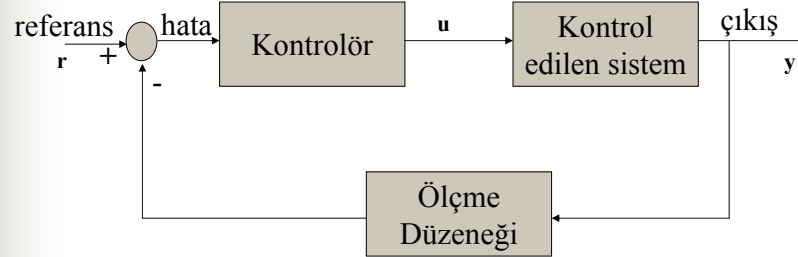 referans
hata
u
çıkış
Kontrolör
Kontrol
edilen sistem
r
+
-
y
Ölçme
Düzeneği